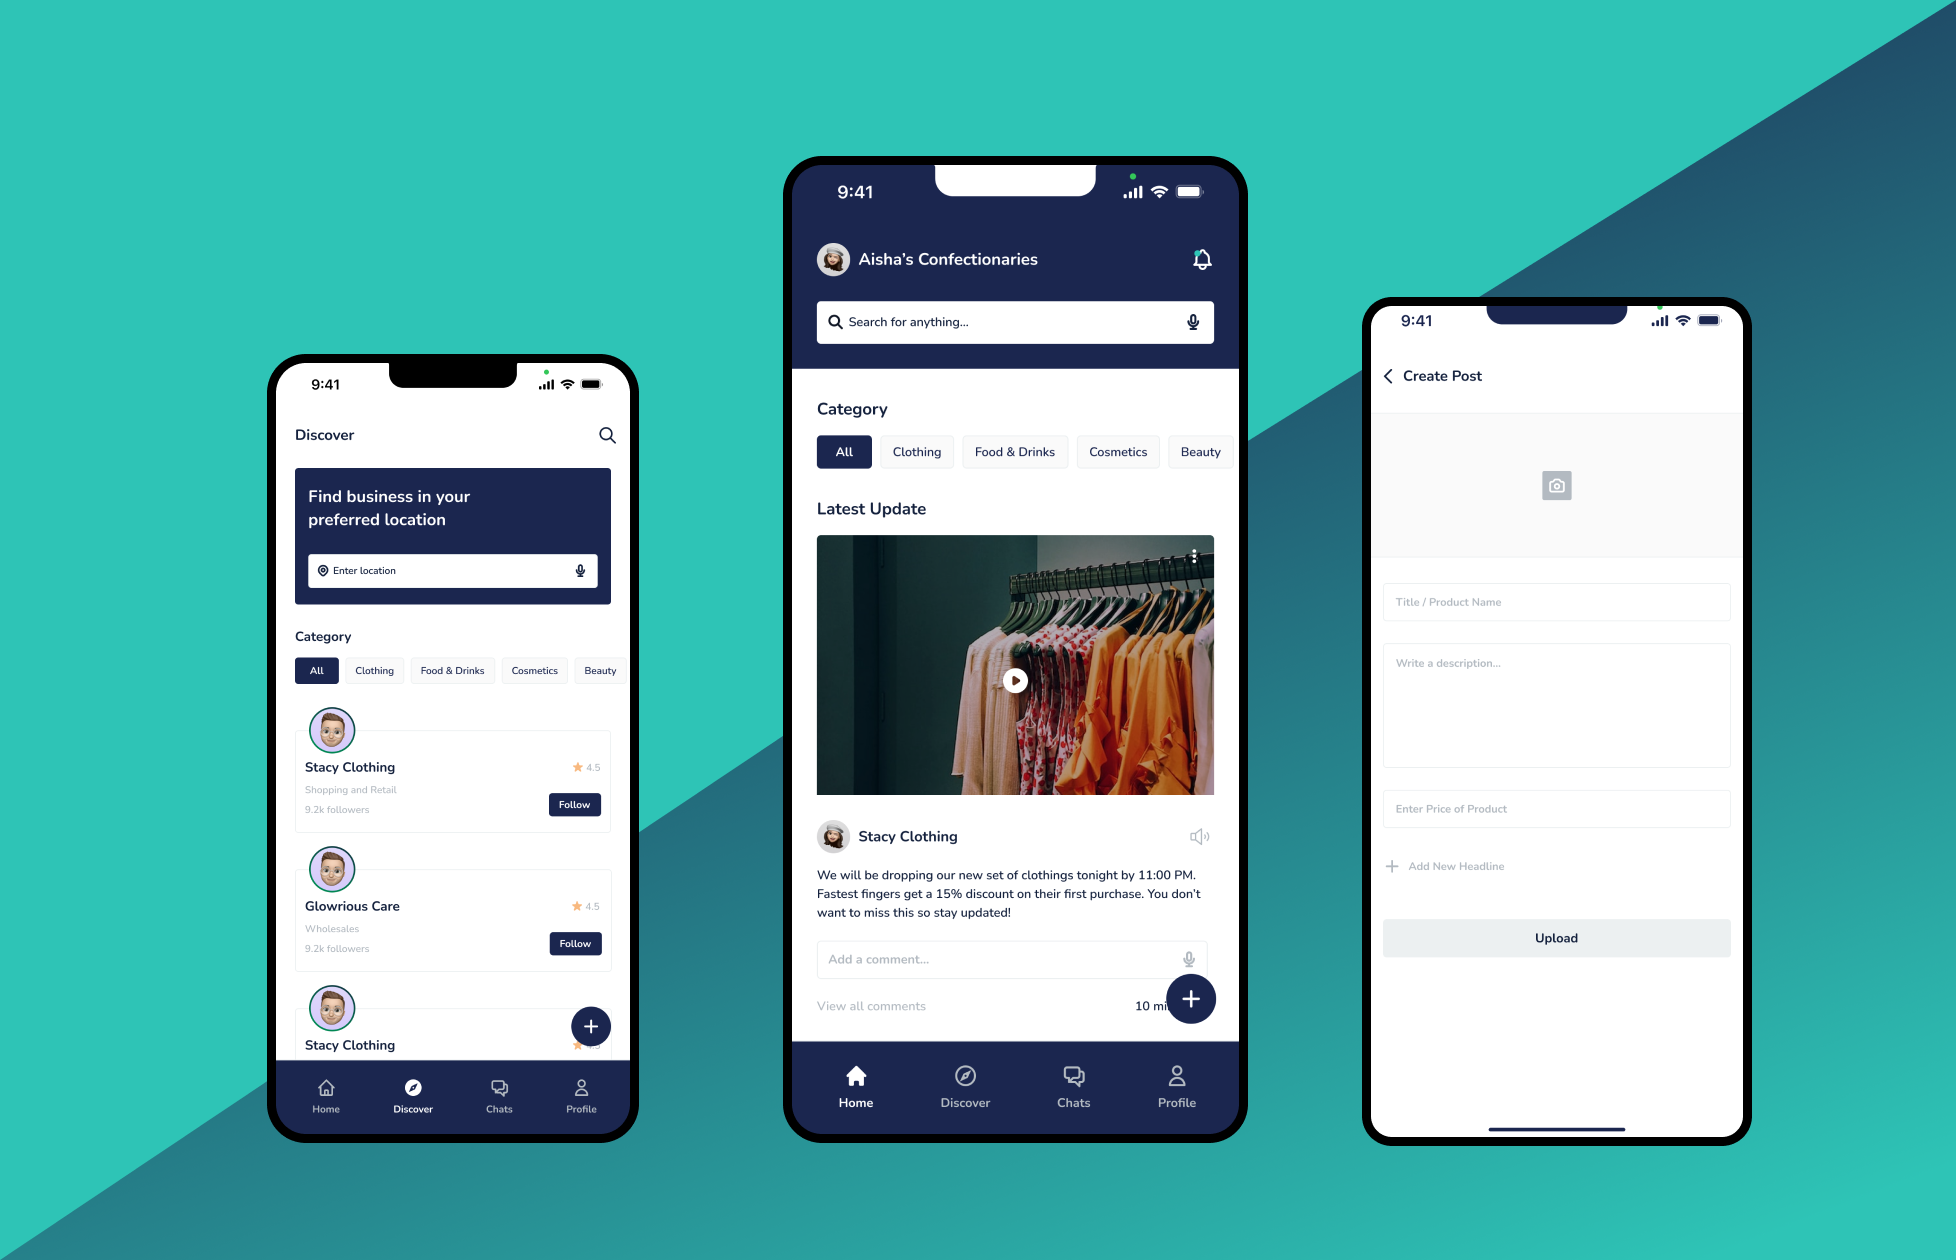 9:41
Discover
Find business in your
preferred location
Enter location
Category
All Clothing Food & Drinks Cosmetics Beauty
Stacy Clothing
4.5
Shopping and Retail
9.2k followers
Follow
Glowrious Care
4.5
Wholesales
9.2k followers
Follow
Stacy Clothing
Home Discover Chats Profile
9:41
Aisha's Confectionaries
Search for anything...
Category
All Clothing Food & Drinks Cosmetics Beauty
Latest Update
Stacy Clothing
We will be dropping our new set of clothings tonight by 11:00 PM.
Fastest fingers get a 15% discount on their first purchase. You don't
want to miss this so stay updated!
Add a comment...
View all comments
10
Home Discover Chats Profile
9:41
Create Post
Title / Product Name
Write a description...
Enter Price of Product
Add New Headline
Upload